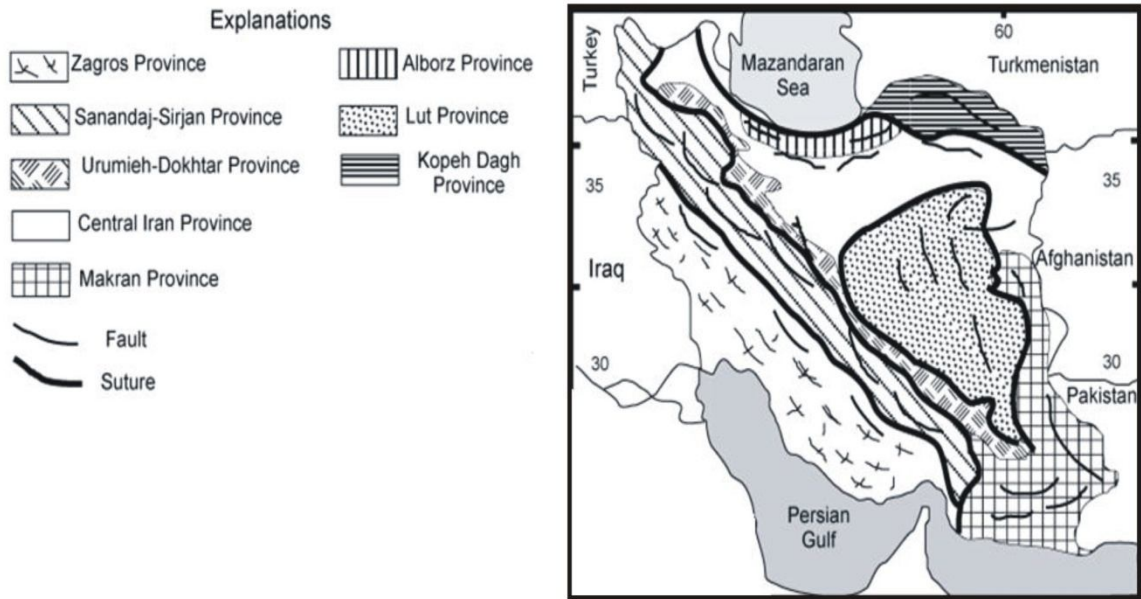 Explanations
Zagros Province
Sanandaj-Sirjan Province
Urumieh-Dokhtar Province
Central Iran Province
Makran Province
Fault
Suture
Alborz Province
Lut Province
Kopeh Dagh
Province
60
Turkey
Mazandaran
Sea
Turkmenistan
35
35
Iraq
Afghanistan
30
30
Pakistan
Persian
Gulf